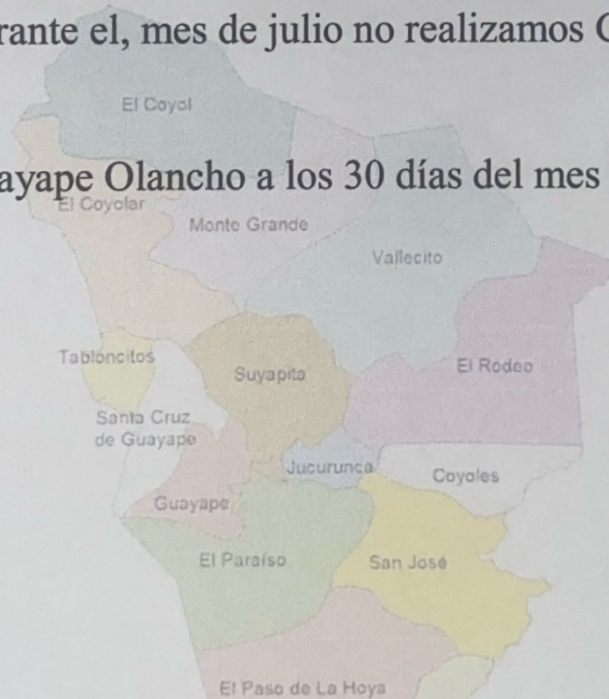 rante el, mes de julio no realizamos
El Coyol
ayape Olancho a los 30 días del mes
El Coyolar
Monte Grande
Vallecito
Tabloncitos
Suyapita
El Rodeo
Santa Cruz
de Guayape
Jucurunca
Coyoles
Guayape
El Paraíso
San José
El Paso de La Hoya